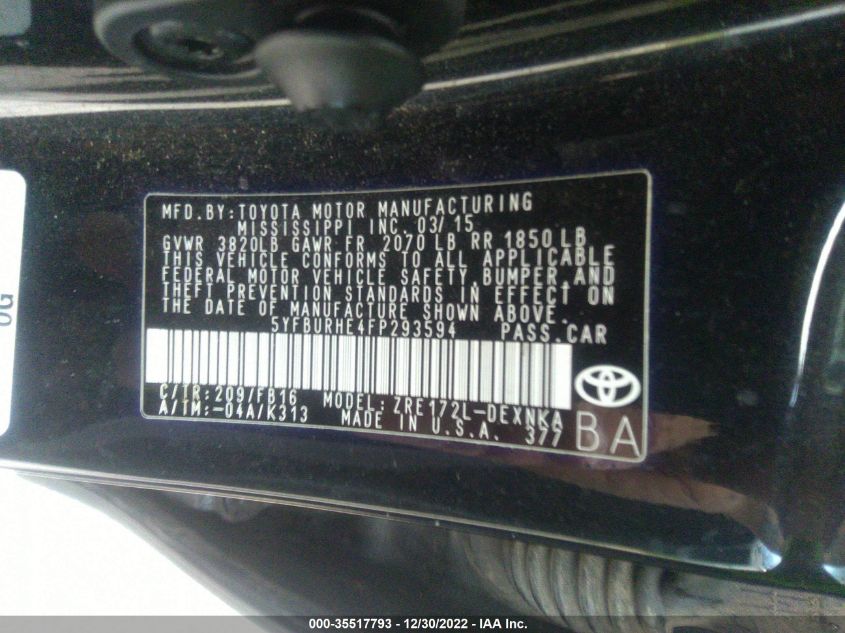 MFD.BY:TOYOTA MOTOR MANUFACTURING
MISSISSIPPI INC. 03/15
GVWR 3820LB GAWR FR 2070 LB RR 1850 LB
THIS VEHICLE CONFORMS TO ALL APPLICABLE
FEDERAL MOTOR VEHICLE SAFETY, BUMPER, AND
THEFT PREVENTION STANDARDS IN EFFECT ON
THE DATE OF MANUFACTURE SHOWN ABOVE.
5YFBURHE4FP293594 PASS.CAR
C/TR:209/FB16 MODEL:ZRE172L-DEXNKA
A/TM:-04A/K313 MADE IN U.S.A. 377
BA
OG
000-35517793 - 12/30/2022 - IAA Inc.